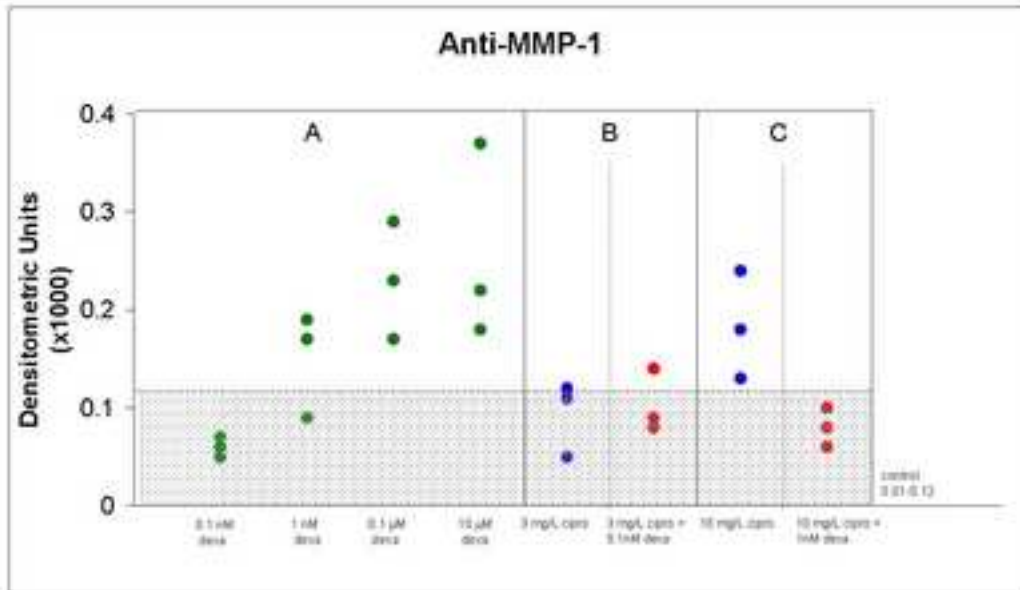 Anti-MMP-1
Densitometric Units
(x1000)
0.4
0.3
0.2
0.1
0
A
B
C
0.1 nM
dexa
1 nM
dexa
0.1 µM
dexa
10 µM
dexa
3 mg/L cipro
3 mg/L cipro +
dexa
10 mg/L cipro
10 mg/L cipro +
1nM dexa
control